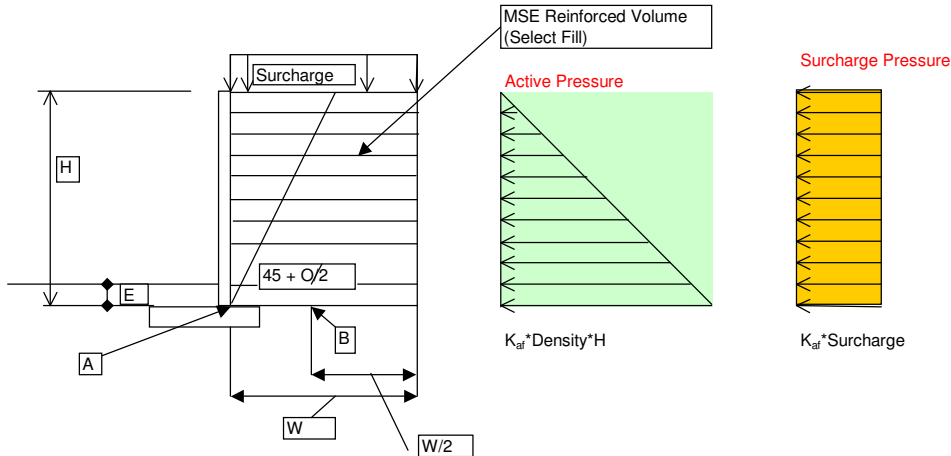 MSE Reinforced Volume
(Select Fill)
Surcharge
Active Pressure
Surcharge Pressure
H
45 + O/2
E
A
B
K_af*Density*H
K_af*Surcharge
W
W/2